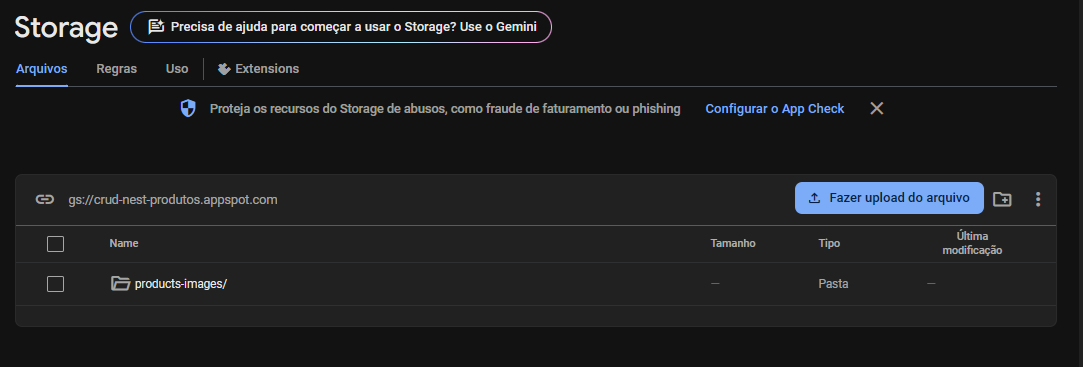 Storage
Precisa de ajuda para começar a usar o Storage? Use o Gemini
Arquivos Regras Uso Extensions
Proteja os recursos do Storage de abusos, como fraude de faturamento ou phishing Configurar o App Check
gs://crud-nest-produtos.appspot.com Fazer upload do arquivo
Name Tamanho Tipo Última modificação
products-images/ — Pasta —